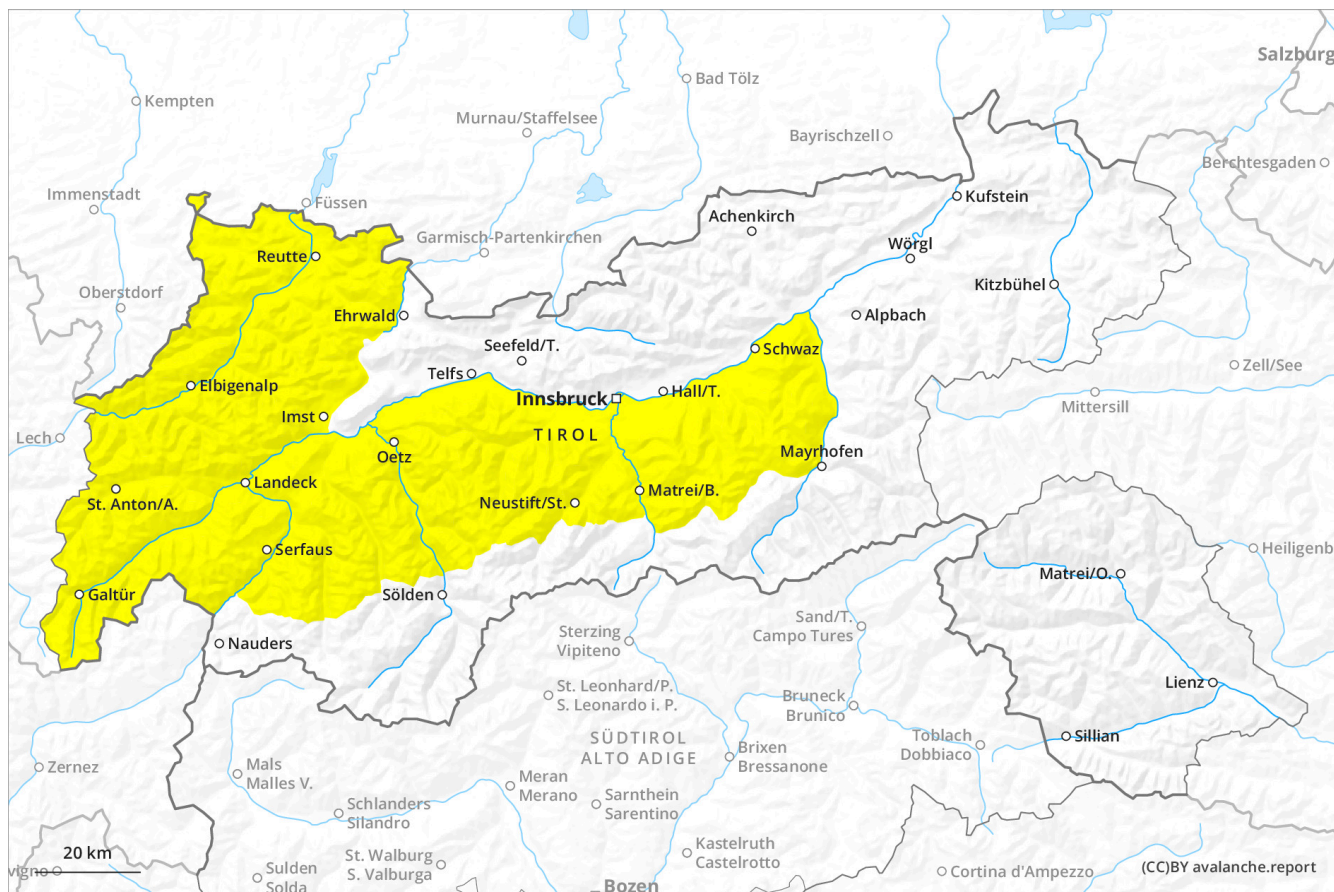 Salzburg
Bad Tölz
Kempten
Murnau/Staffelsee
Bayrischzell
Berchtesgaden
Immenstadt
Füssen
Kufstein
Achenkirch
Garmisch-Partenkirchen
Wörgl
Reutte
Kitzbühel
Oberstdorf
Ehrwald
Alpbach
Seefeld/T.
Schwaz
Zell/See
Telfs
Elbigenalp
Hall/T.
Innsbruck
Mittersill
Imst
TIROL
Lech
Mayrhofen
Oetz
Landeck
Matrei/B.
St. Anton/A.
Neustift/St.
Serfaus
Heiligenb
Matrei/O.
Galtür
Sölden
Sand/T.
Campo Tures
Sterzing
Vipiteno
Nauders
Lienz
St. Leonhard/P.
S. Leonardo i. P.
Bruneck
Brunico
SÜDTIROL
ALTO ADIGE
Toblach
Dobbiaco
Sillian
Brixen
Bressanone
Zernez
Mals
Malles V.
Meran
Merano
Sarnthein
Sarentino
Schlanders
Silandro
Kastelruth
Castelrotto
20 km
St. Walburg
S. Valburga
vigno
Sulden
Solda
Cortina d'Ampezzo
(CC)BY avalanche.report
Bozen